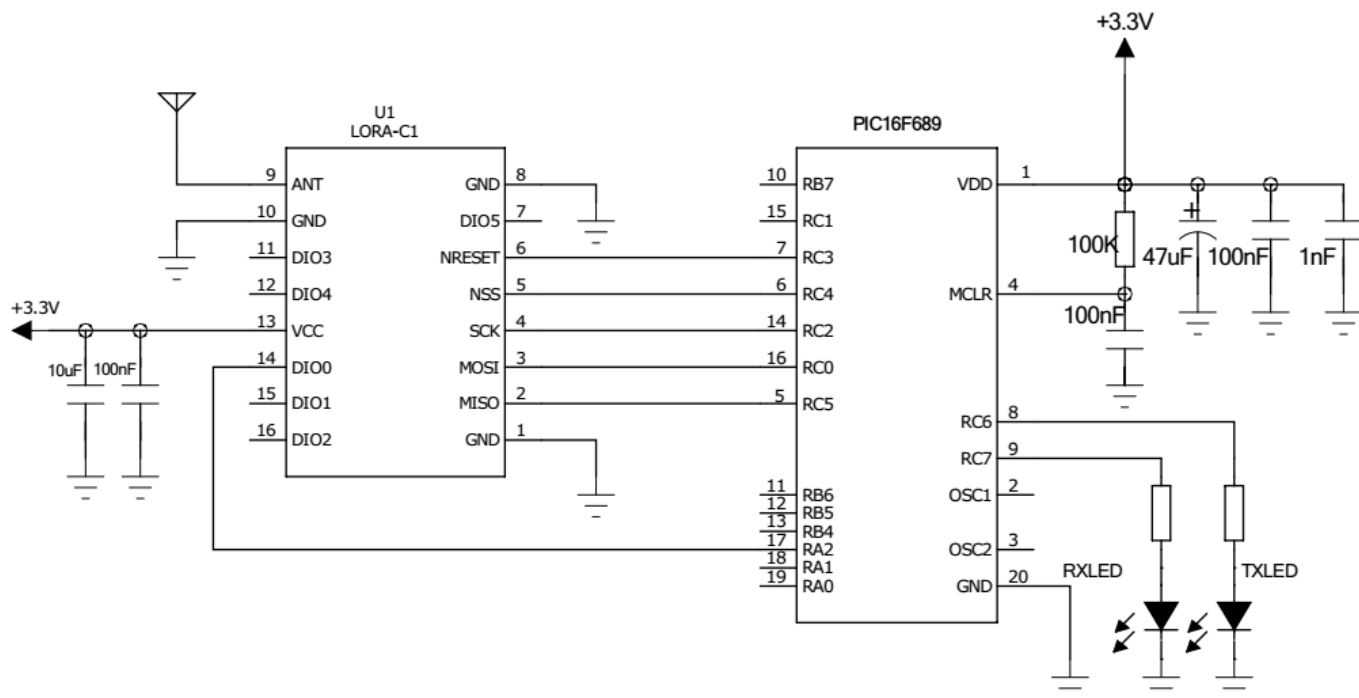 +3.3V
U1
LORA-C1
PIC16F689
9 ANT GND 8
10 GND DIO5 7
11 DIO3 NRESET 6
12 DIO4 NSS 5
+3.3V
13 VCC SCK 4
14 DIO0 MOSI 3
15 DIO1 MISO 2
16 DIO2 GND 1
10uF 100nF
10 RB7 VDD 1
15 RC1
7 RC3
6 RC4 MCLR 4
14 RC2
16 RC0
5 RC5
RC6 8
RC7 9
11 RB6 OSC1 2
12 RB5
13 RB4
17 RA2 OSC2 3
18 RA1
19 RA0 GND 20
100K
+
47uF 100nF 1nF
100nF
RXLED TXLED